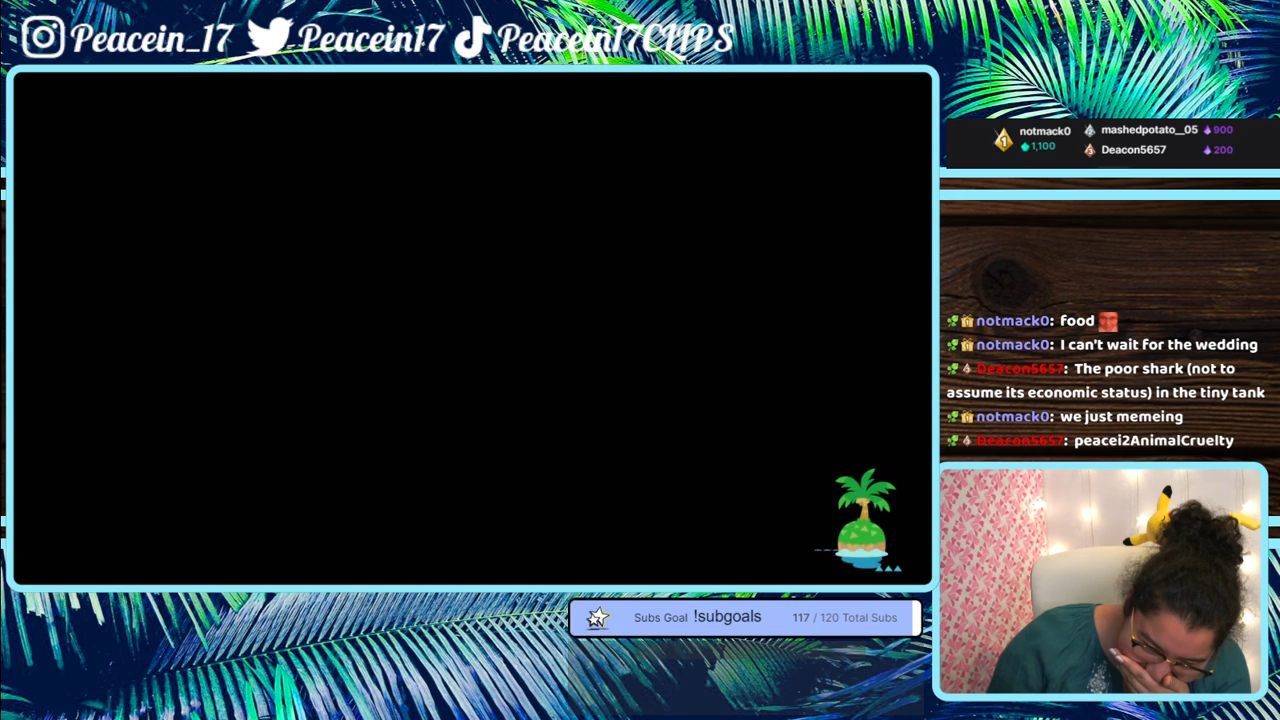 Peacein_17 Peacein17 Peacein17ClIPS
notmack0 1,100
mashedpotato__05 900
Deacon5657 200
notmack0: food
notmack0: I can't wait for the wedding
Deacon5657: The poor shark (not to
assume its economic status) in the tiny tank
notmack0: we just memeing
Deacon5657: peacei2AnimalCruelty
Subs Goal !subgoals 117 / 120 Total Subs